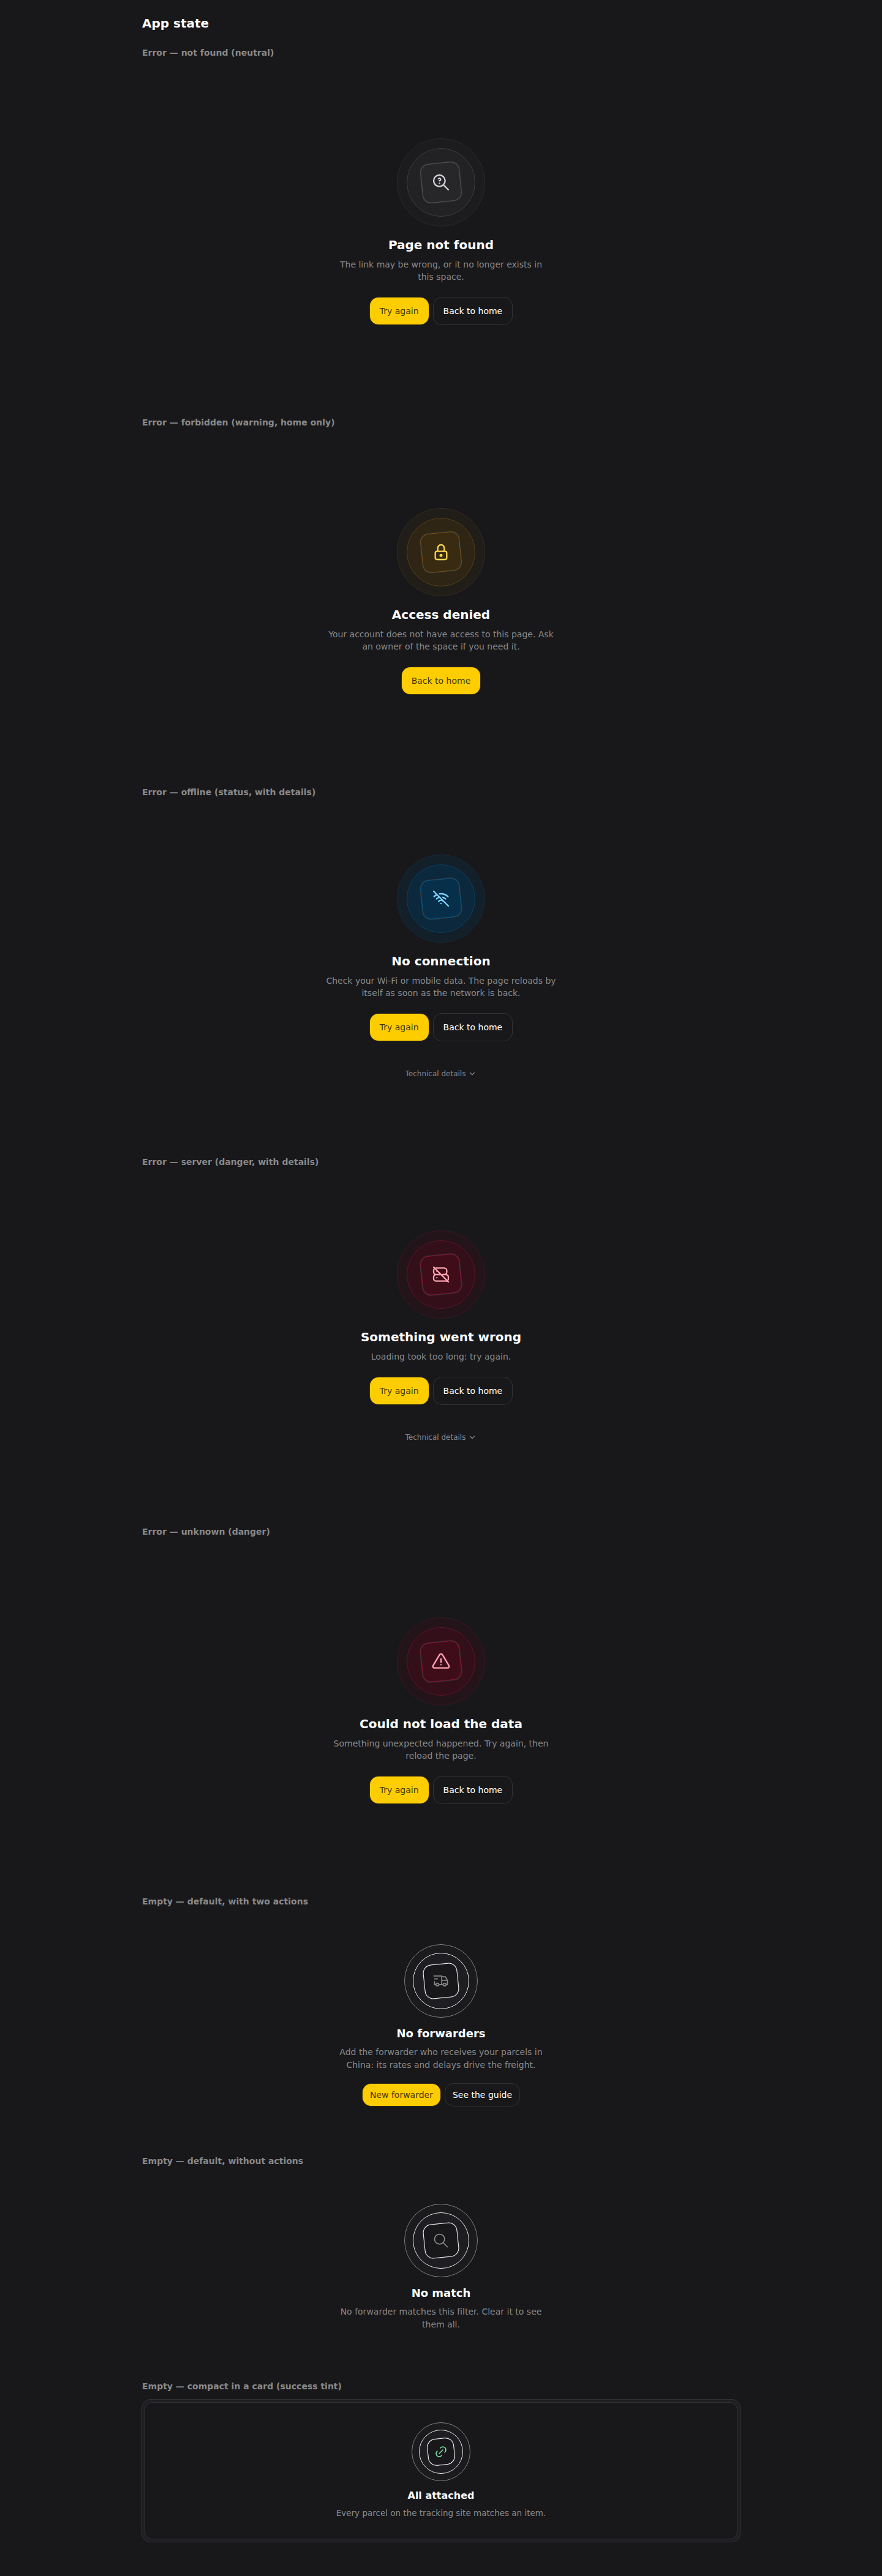 App state
Error — not found (neutral)
Page not found
The link may be wrong, or it no longer exists in
this space.
Try again
Back to home
Error — forbidden (warning, home only)
Access denied
Your account does not have access to this page. Ask
an owner of the space if you need it.
Back to home
Error — offline (status, with details)
No connection
Check your Wi-Fi or mobile data. The page reloads by
itself as soon as the network is back.
Try again
Back to home
Technical details
Error — server (danger, with details)
Something went wrong
Loading took too long: try again.
Try again
Back to home
Technical details
Error — unknown (danger)
Could not load the data
Something unexpected happened. Try again, then
reload the page.
Try again
Back to home
Empty — default, with two actions
No forwarders
Add the forwarder who receives your parcels in
China: its rates and delays drive the freight.
New forwarder
See the guide
Empty — default, without actions
No match
No forwarder matches this filter. Clear it to see
them all.
Empty — compact in a card (success tint)
All attached
Every parcel on the tracking site matches an item.